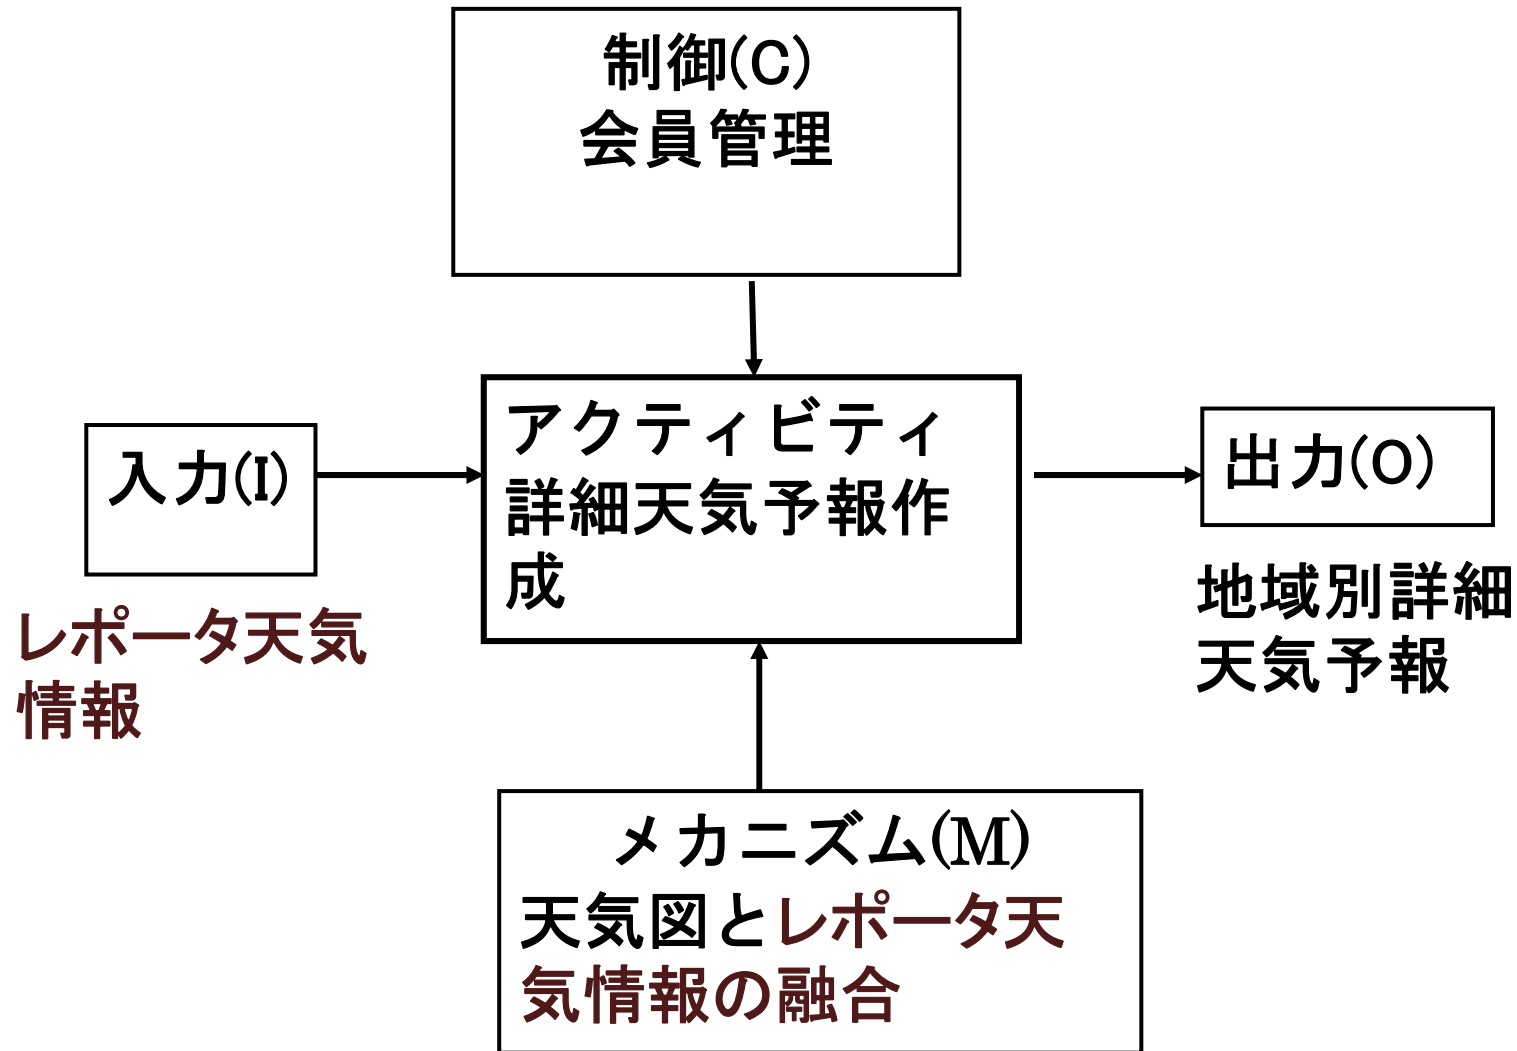 制御(C)
会員管理
アクティビティ
詳細天気予報作
成
入力(I)
レポータ天気
情報
出力(O)
地域別詳細
天気予報
メカニズム(M)
天気図とレポータ天
気情報の融合